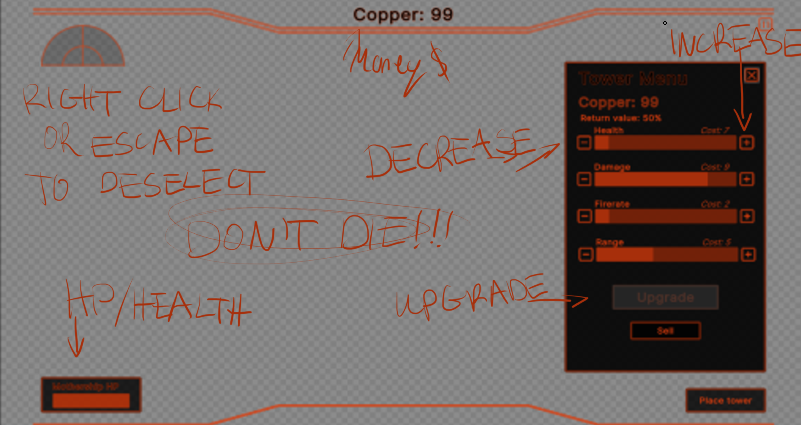 Copper: 99
Money $
INCREASE
RIGHT CLICK
OR ESCAPE
TO DESELECT
DECREASE
DON'T DIE!!!
HP/HEALTH
UPGRADE
Tower Menu
Copper: 99
Return value: 50%
Health Cost: 7
Damage Cost: 9
Firerate Cost: 2
Range Cost: 5
Upgrade
Sell
Mothership HP
Place tower